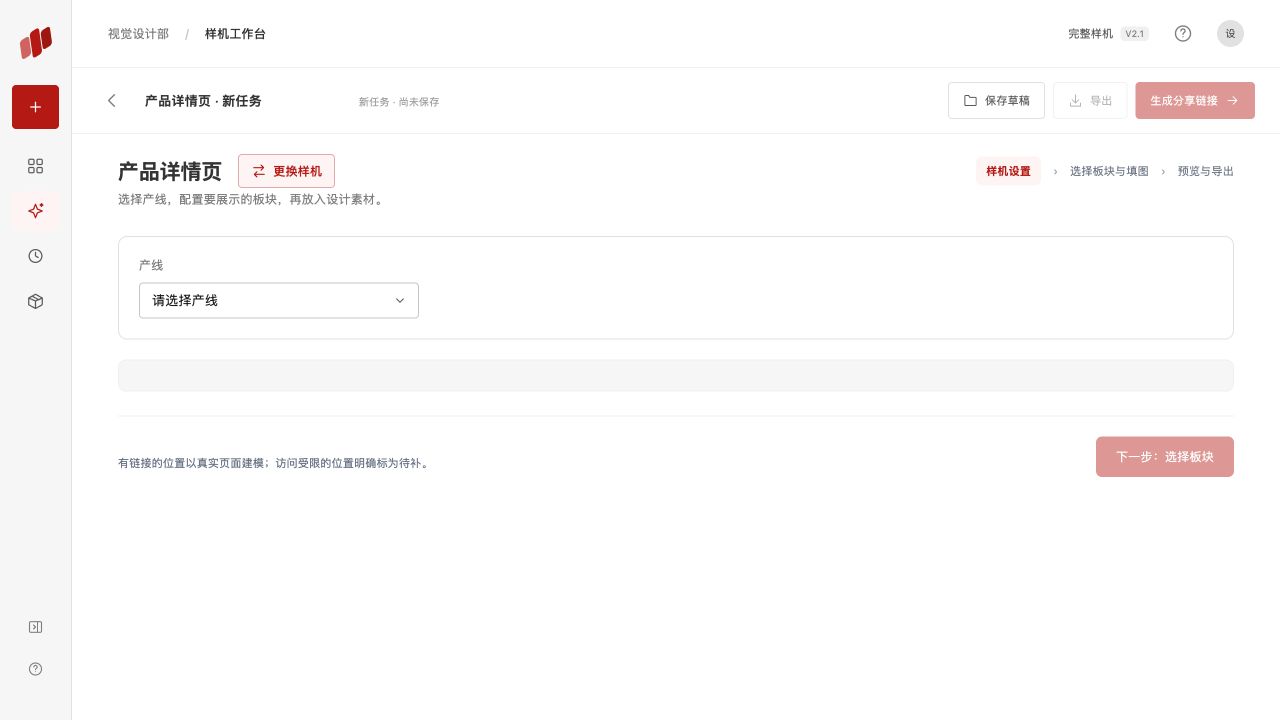 视觉设计部 / 样机工作台
完整样机 V2.1 设
产品详情页 · 新任务
新任务 · 尚未保存
保存草稿
导出
生成分享链接
产品详情页
更换样机
样机设置 › 选择板块与填图 › 预览与导出
选择产线，配置要展示的板块，再放入设计素材。
产线
请选择产线
有链接的位置以真实页面建模；访问受限的位置明确标为待补。
下一步：选择板块